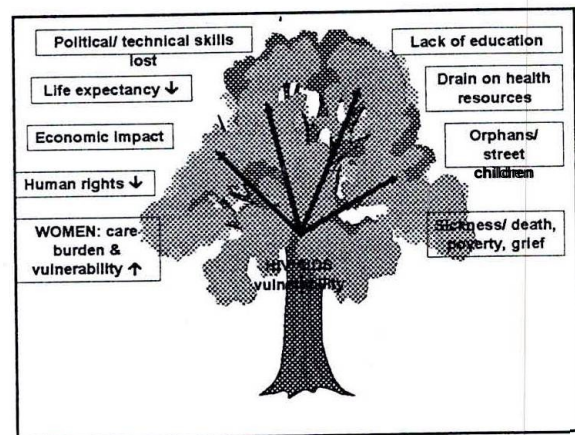 Political/ technical skills
lost
Life expectancy ↓
Economic impact
Human rights ↓
WOMEN: care
burden &
vulnerability ↑
Lack of education
Drain on health
resources
Orphans/
street
children
Sickness/ death,
poverty, grief
HIV/AIDS
vulnerability